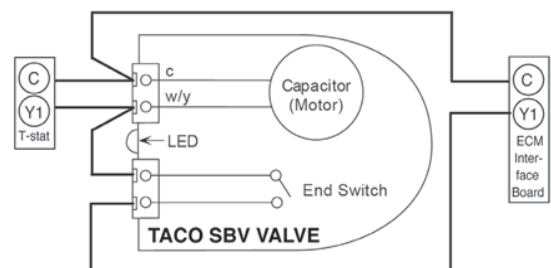 C
Y1
T-stat
c
w/y
LED
Capacitor
(Motor)
End Switch
TACO SBV VALVE
C
Y1
ECM
Inter-
face
Board